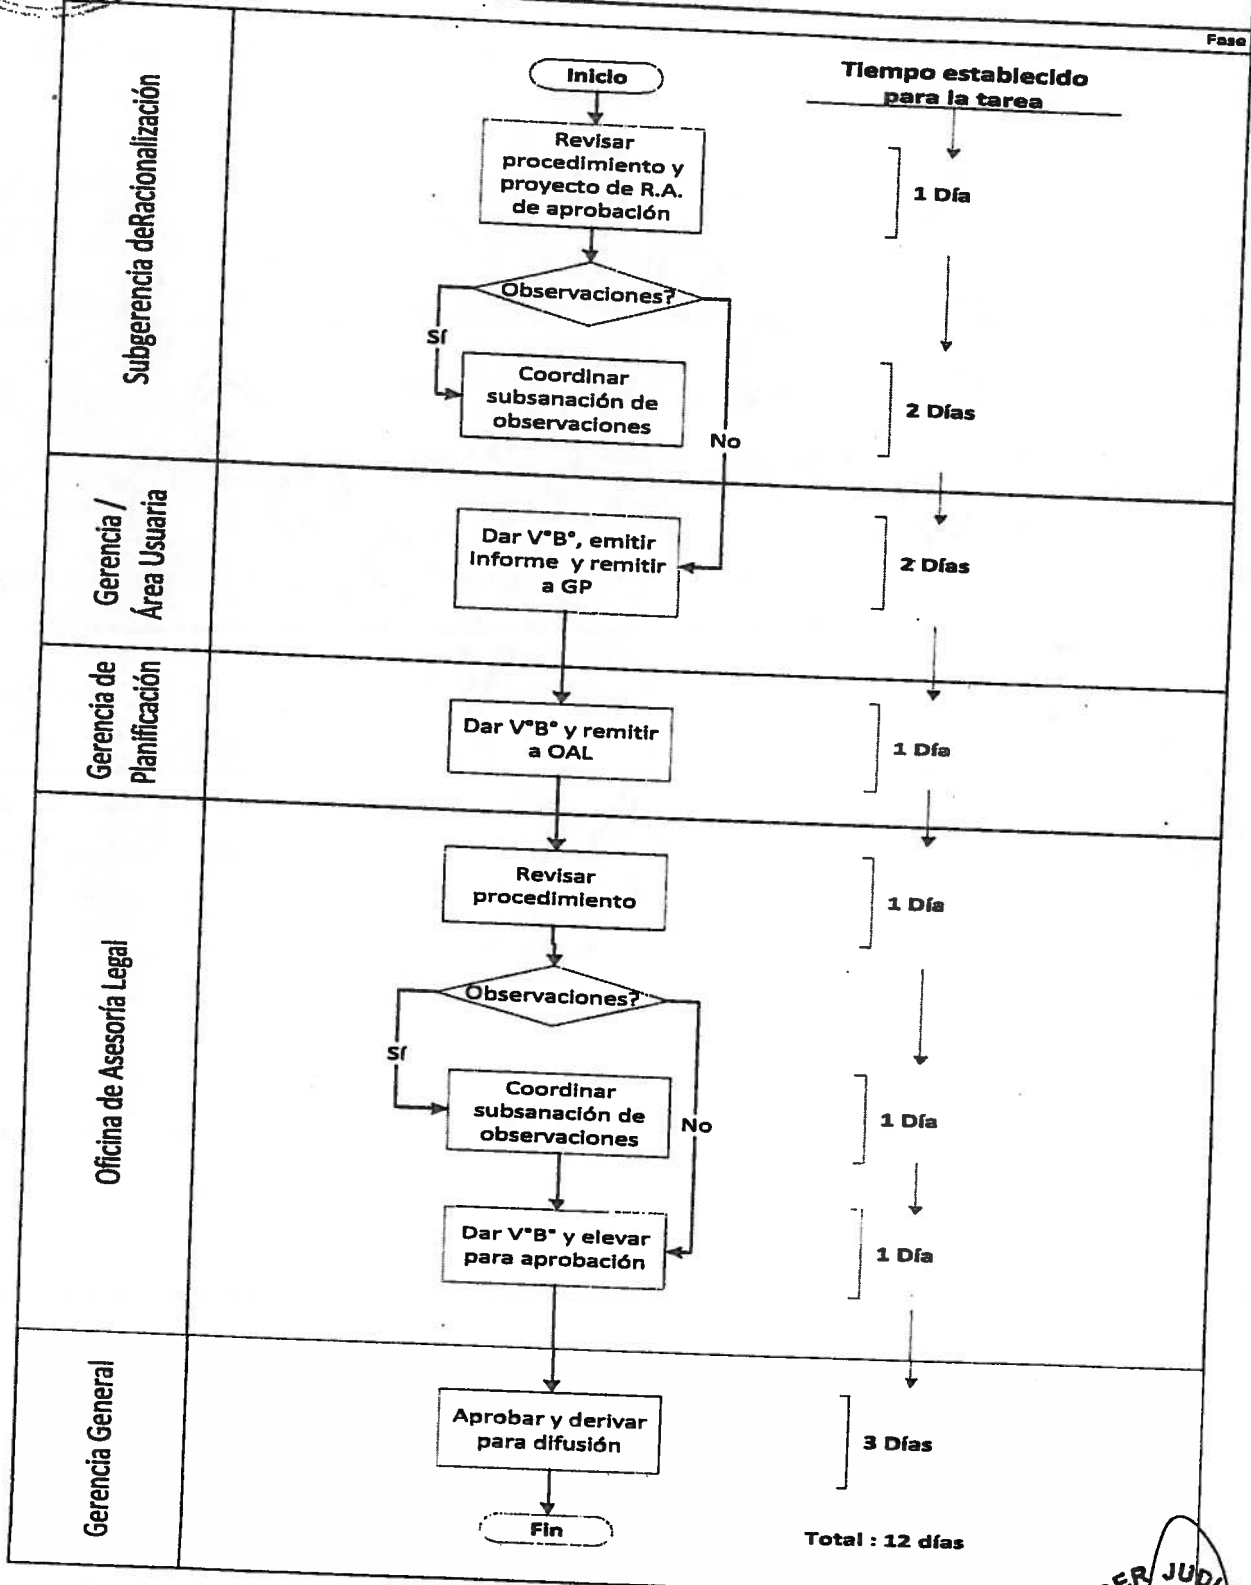 Fase
Subgerencia deRacionalización
Inicio
Tiempo establecido
para la tarea
Revisar
procedimiento y
proyecto de R.A.
de aprobación
1 Día
Observaciones?
Sí
No
Coordinar
subsanación de
observaciones
2 Días
Gerencia /
Área Usuaria
Dar V°B°, emitir
informe y remitir
a GP
2 Días
Gerencia de
Planificación
Dar V°B° y remitir
a OAL
1 Día
Oficina de Asesoría Legal
Revisar
procedimiento
1 Día
Observaciones?
Sí
No
Coordinar
subsanación de
observaciones
1 Día
Dar V°B° y elevar
para aprobación
1 Día
Gerencia General
Aprobar y derivar
para difusión
3 Días
Fin
Total : 12 días